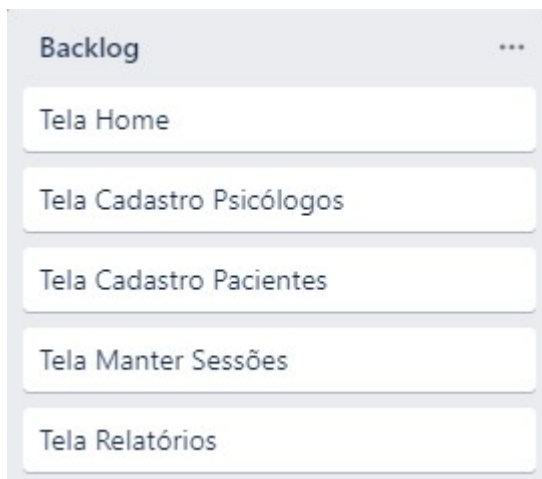 Backlog
Tela Home
Tela Cadastro Psicólogos
Tela Cadastro Pacientes
Tela Manter Sessões
Tela Relatórios